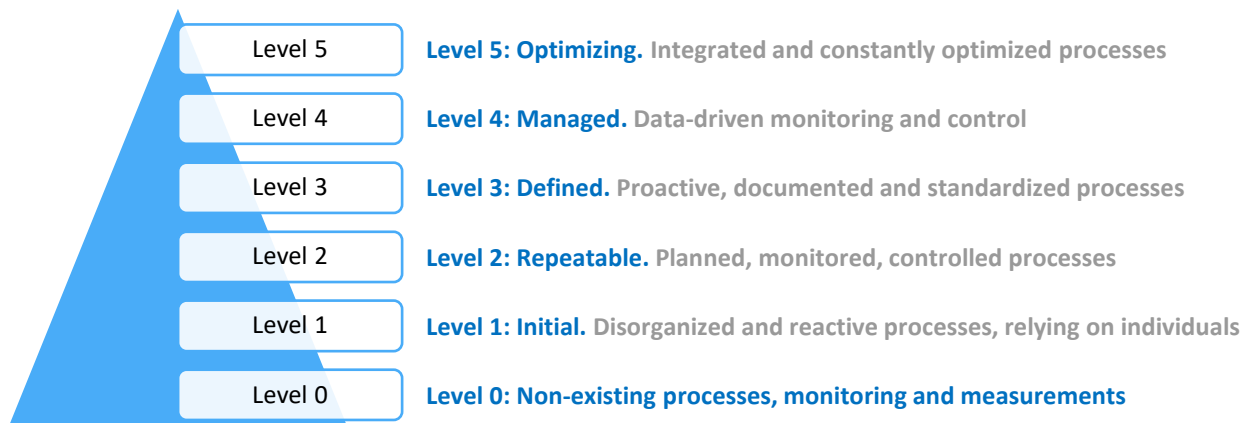 Level 5
Level 5: Optimizing. Integrated and constantly optimized processes
Level 4
Level 4: Managed. Data-driven monitoring and control
Level 3
Level 3: Defined. Proactive, documented and standardized processes
Level 2
Level 2: Repeatable. Planned, monitored, controlled processes
Level 1
Level 1: Initial. Disorganized and reactive processes, relying on individuals
Level 0
Level 0: Non-existing processes, monitoring and measurements